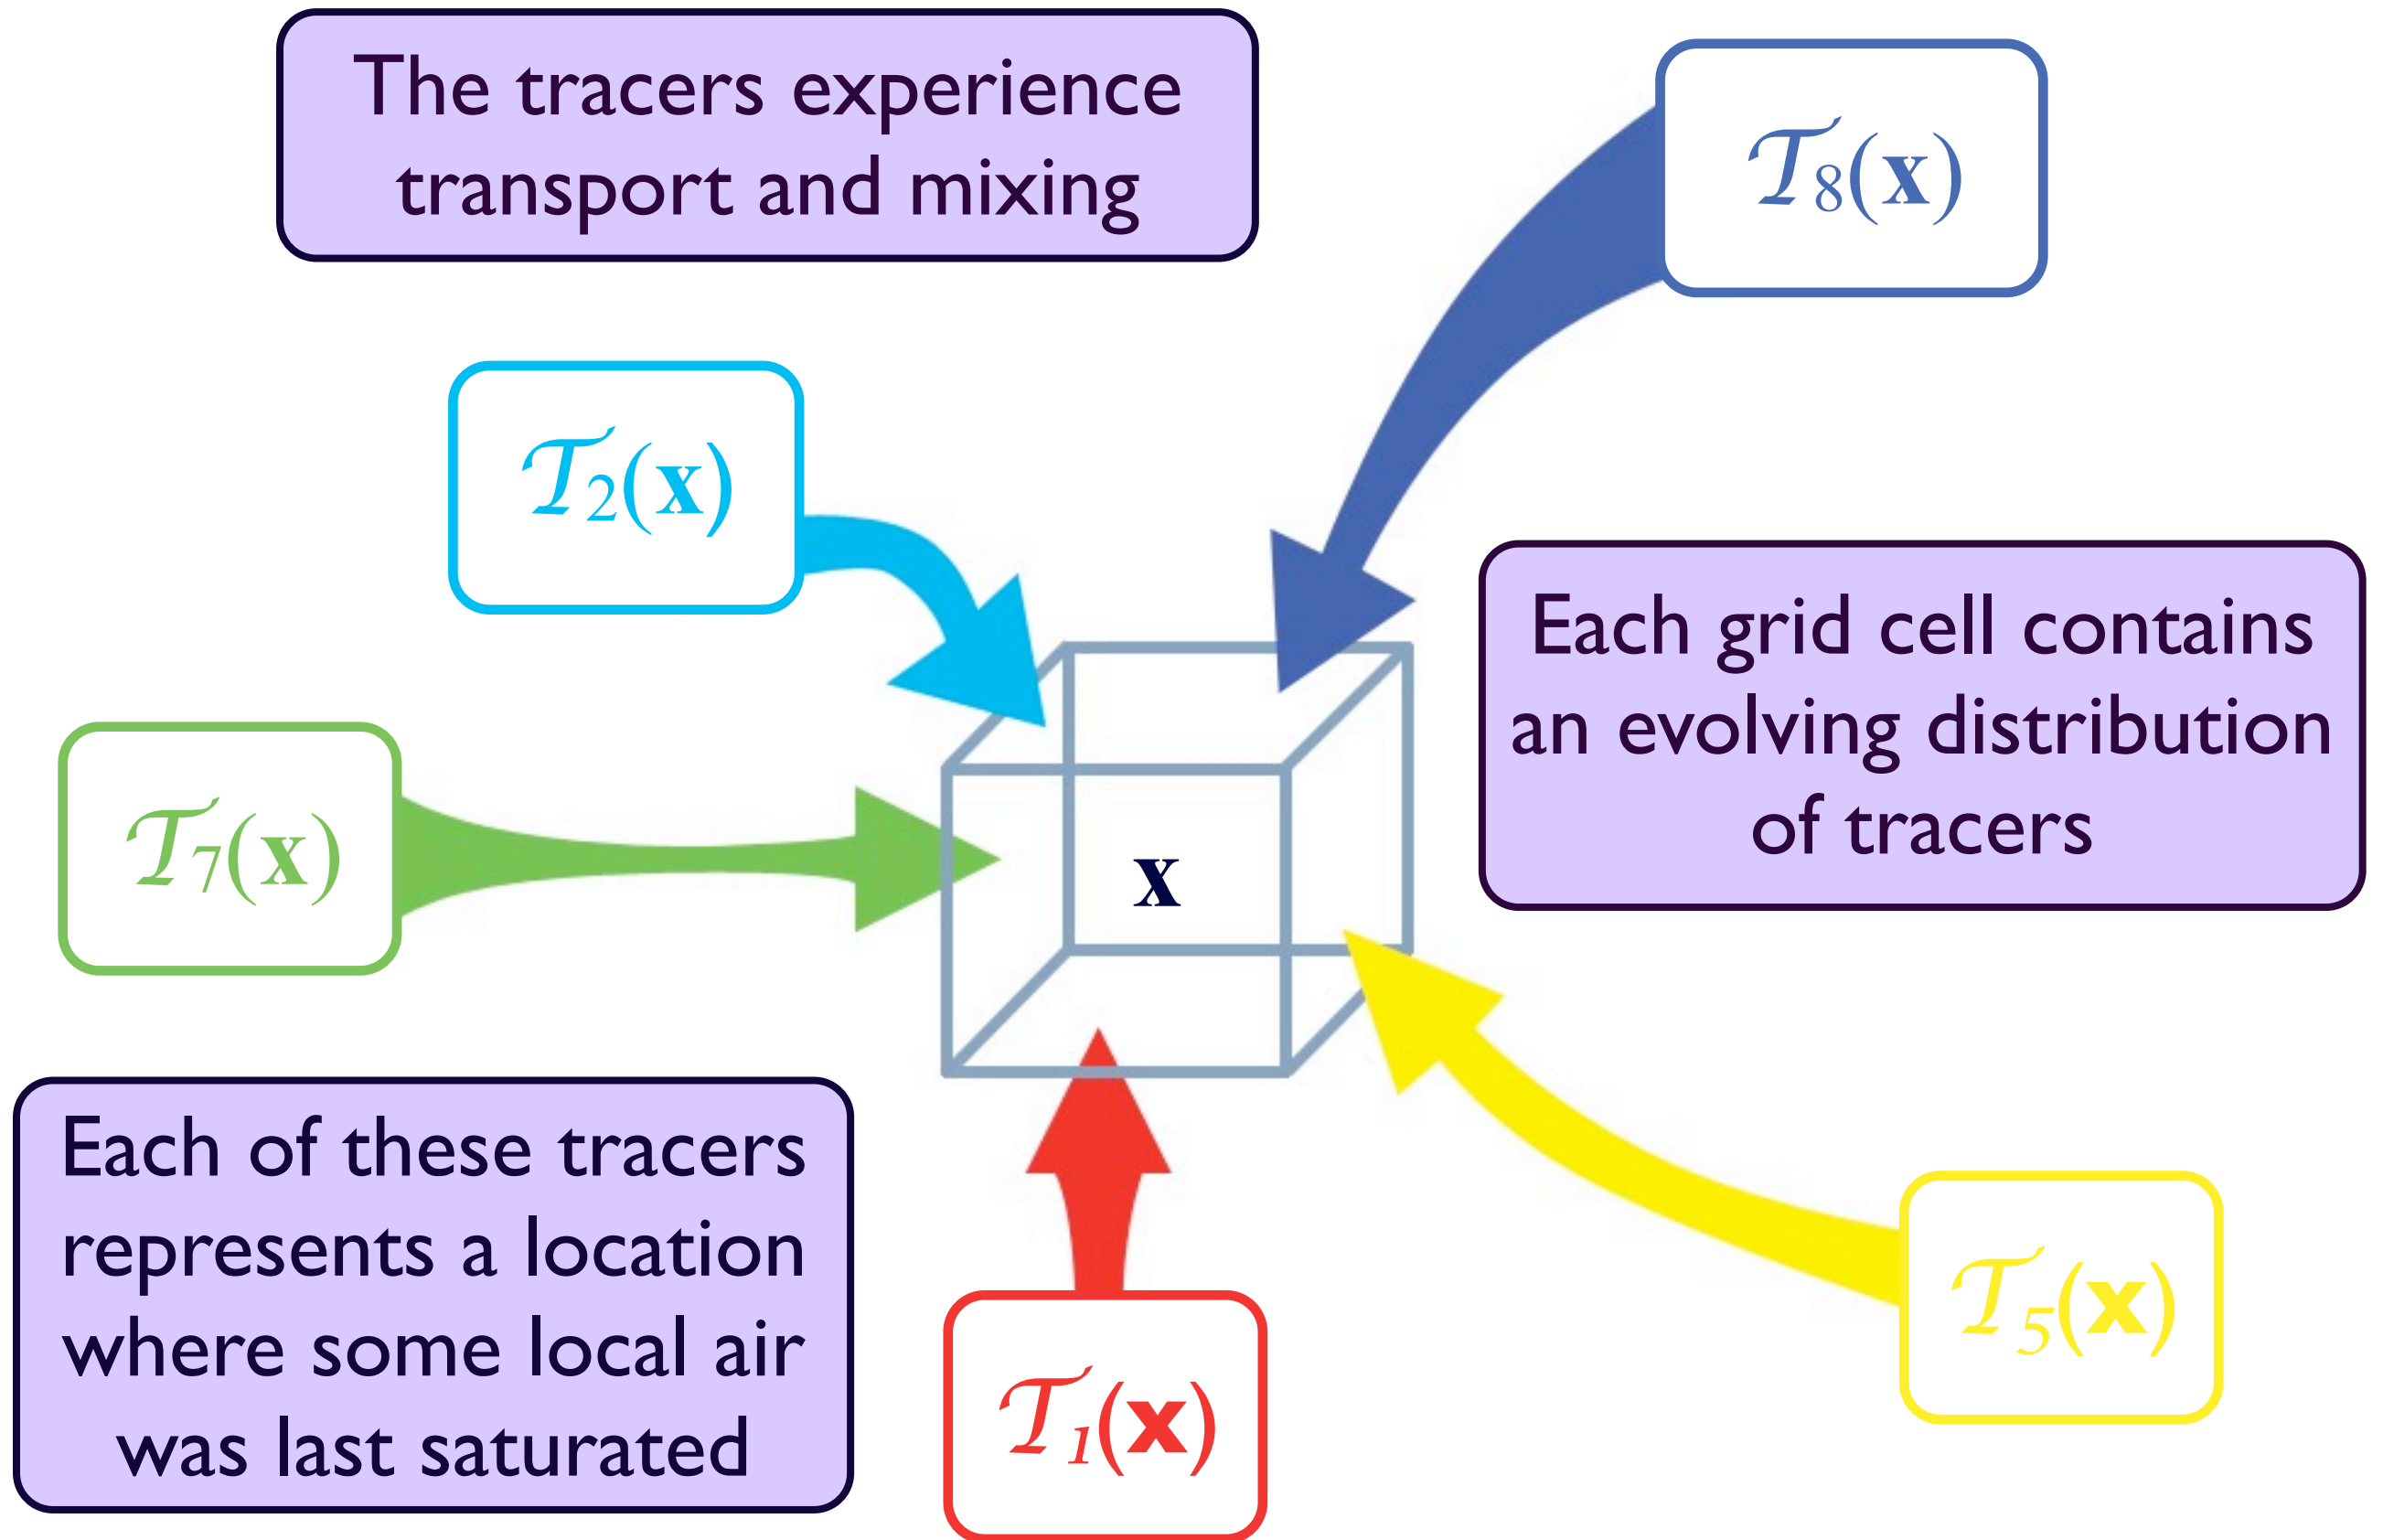 The tracers experience
transport and mixing
𝒯8(x)
𝒯2(x)
Each grid cell contains
an evolving distribution
of tracers
𝒯7(x)
x
Each of these tracers
represents a location
where some local air
was last saturated
𝒯5(x)
𝒯1(x)